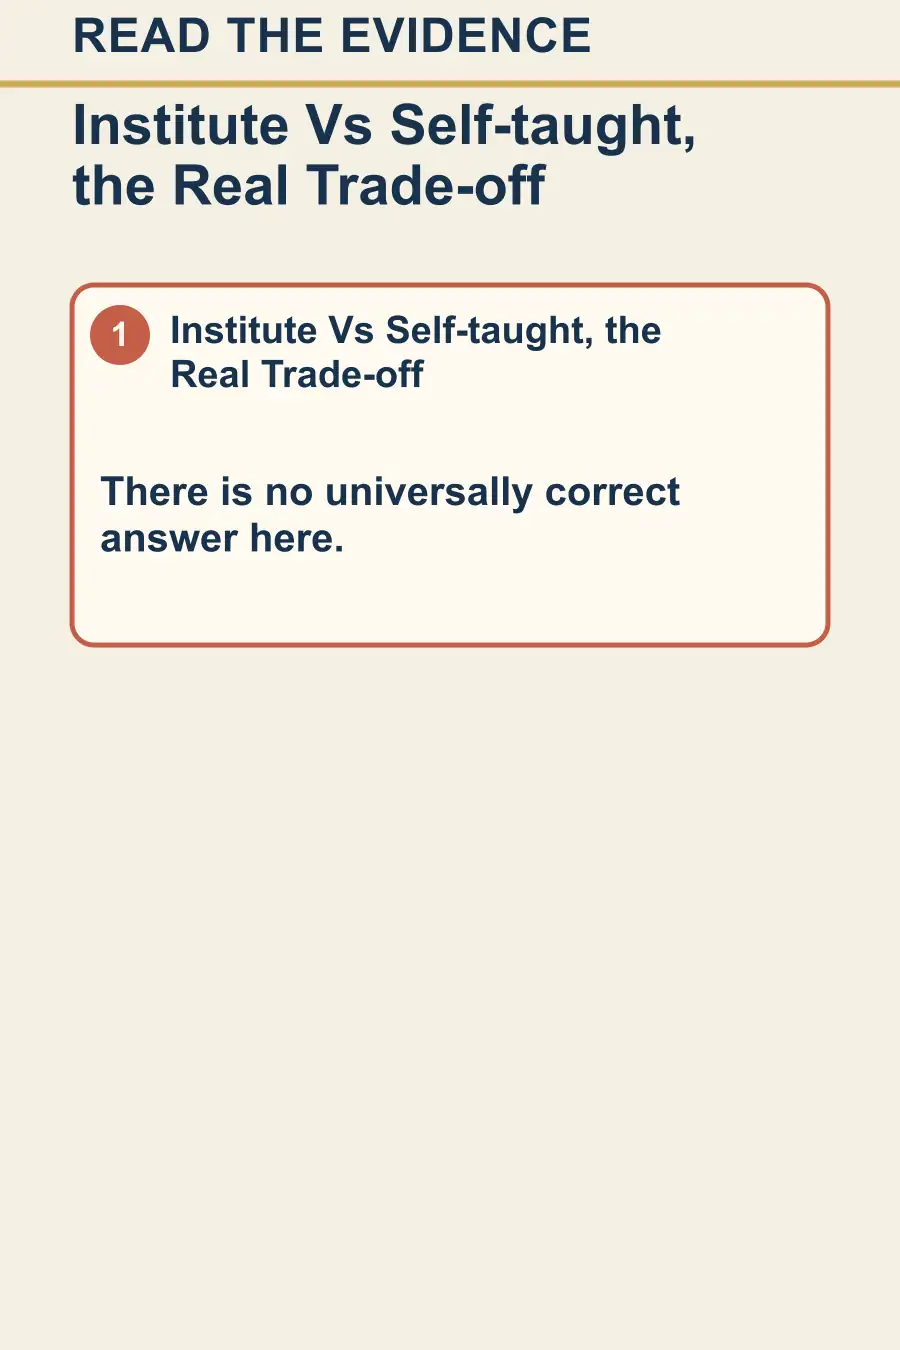 READ THE EVIDENCE
Institute Vs Self-taught,
the Real Trade-off
1
Institute Vs Self-taught, the
Real Trade-off
There is no universally correct
answer here.